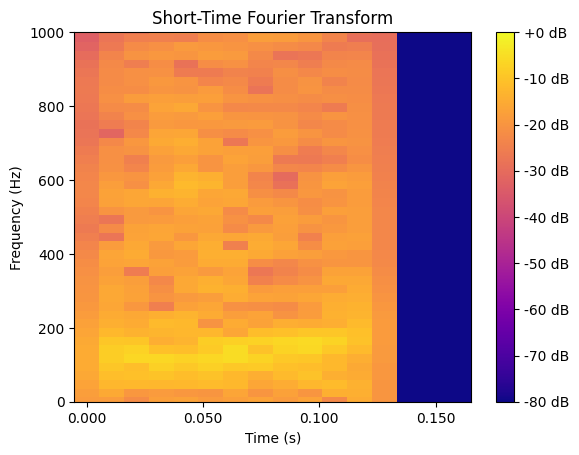 Short-Time Fourier Transform
1000
800
600
400
200
0
Frequency (Hz)
0.000
0.050
0.100
0.150
Time (s)
+0 dB
-10 dB
-20 dB
-30 dB
-40 dB
-50 dB
-60 dB
-70 dB
-80 dB